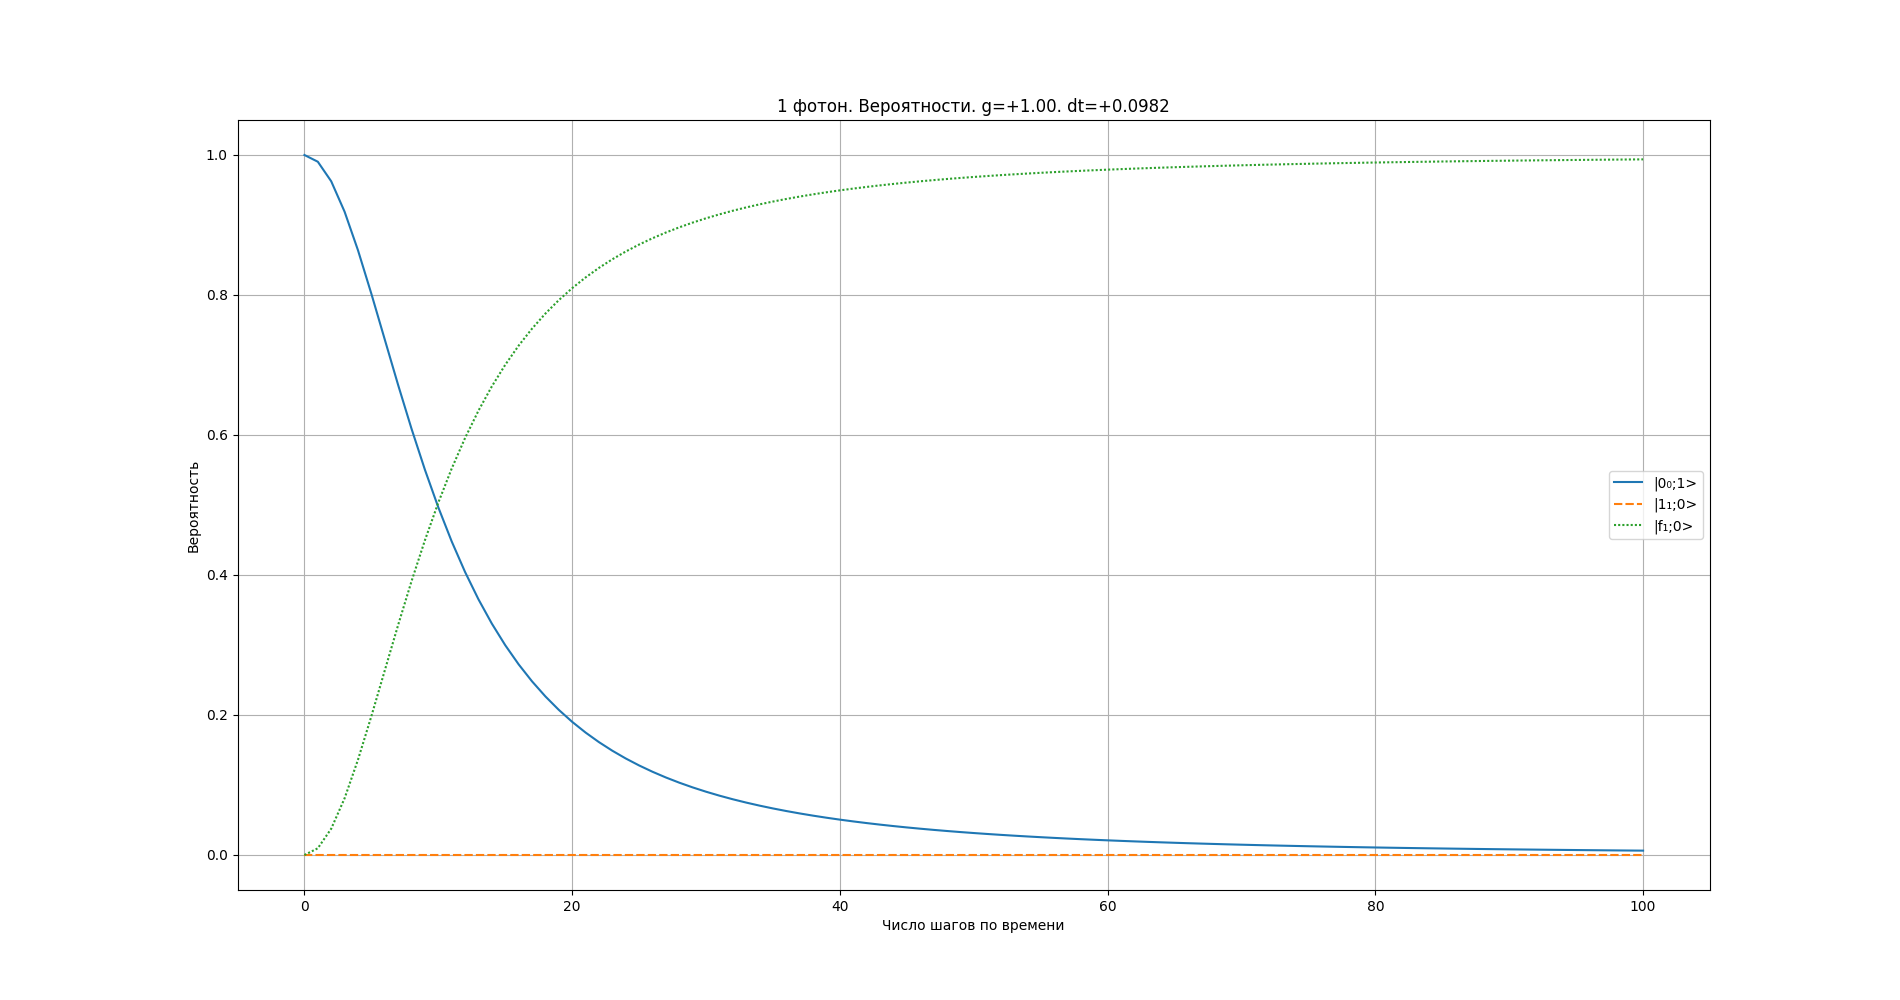 1 фотон. Вероятности. g=+1.00. dt=+0.0982
1.0
0.8
0.6
0.4
0.2
0.0
Вероятность
|0₀;1>
|1₁;0>
|f₁;0>
0 20 40 60 80 100
Число шагов по времени